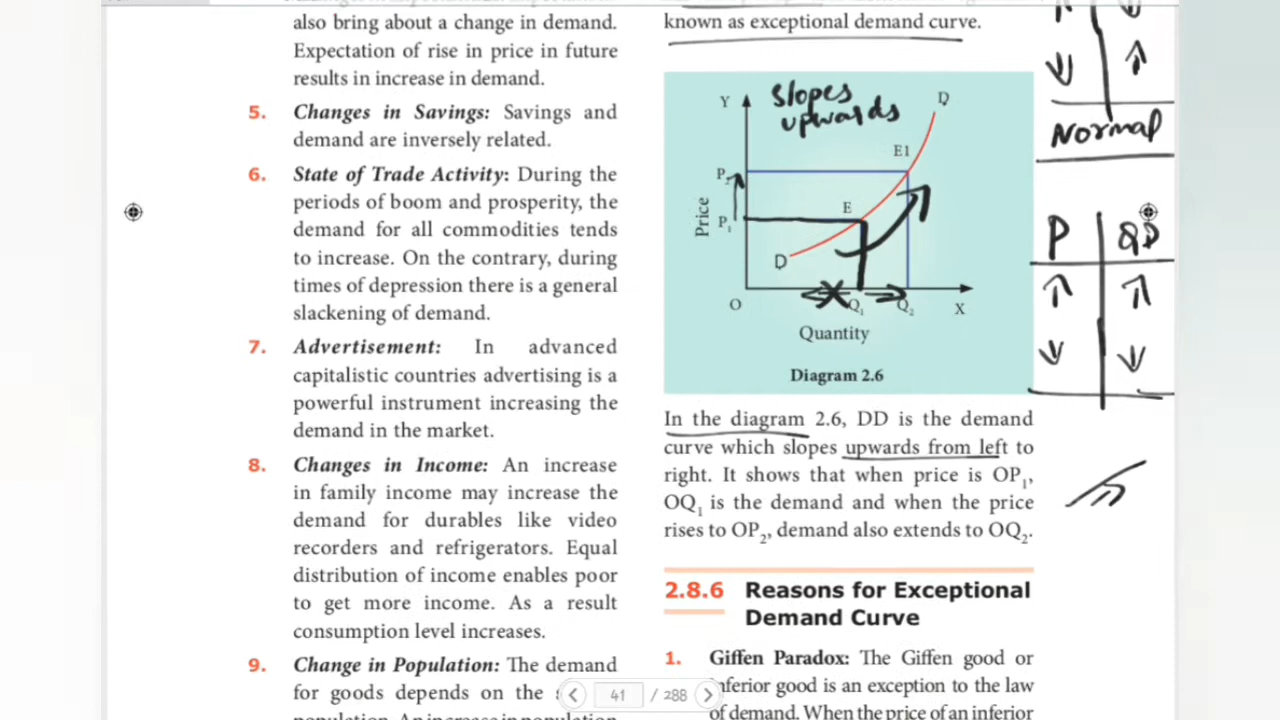 also bring about a change in demand.
Expectation of rise in price in future
results in increase in demand.
5. Changes in Savings: Savings and
demand are inversely related.
6. State of Trade Activity: During the
periods of boom and prosperity, the
demand for all commodities tends
to increase. On the contrary, during
times of depression there is a general
slackening of demand.
7. Advertisement: In advanced
capitalistic countries advertising is a
powerful instrument increasing the
demand in the market.
8. Changes in Income: An increase
in family income may increase the
demand for durables like video
recorders and refrigerators. Equal
distribution of income enables poor
to get more income. As a result
consumption level increases.
9. Change in Population: The demand
for goods depends on the
known as exceptional demand curve.
Slopes
upwards
Y
D
E1
P₂
E
P₁
Price
D
O
Q₁
Q₂
X
Quantity
Diagram 2.6
In the diagram 2.6, DD is the demand
curve which slopes upwards from left to
right. It shows that when price is OP₁,
OQ₁ is the demand and when the price
rises to OP₂, demand also extends to OQ₂.
2.8.6 Reasons for Exceptional
Demand Curve
1. Giffen Paradox: The Giffen good or
inferior good is an exception to the law
of demand. When the price of an inferior
Normal
P QD
41 / 288